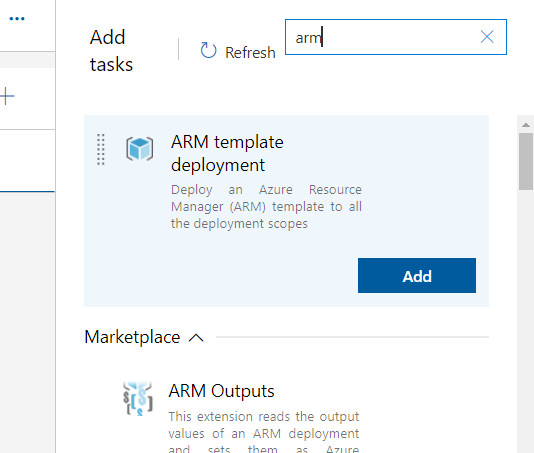 Add
tasks
Refresh
arm
ARM template
deployment
Deploy an Azure Resource
Manager (ARM) template to all
the deployment scopes
Add
Marketplace
ARM Outputs
This extension reads the output
values of an ARM deployment
and sets them as Azure